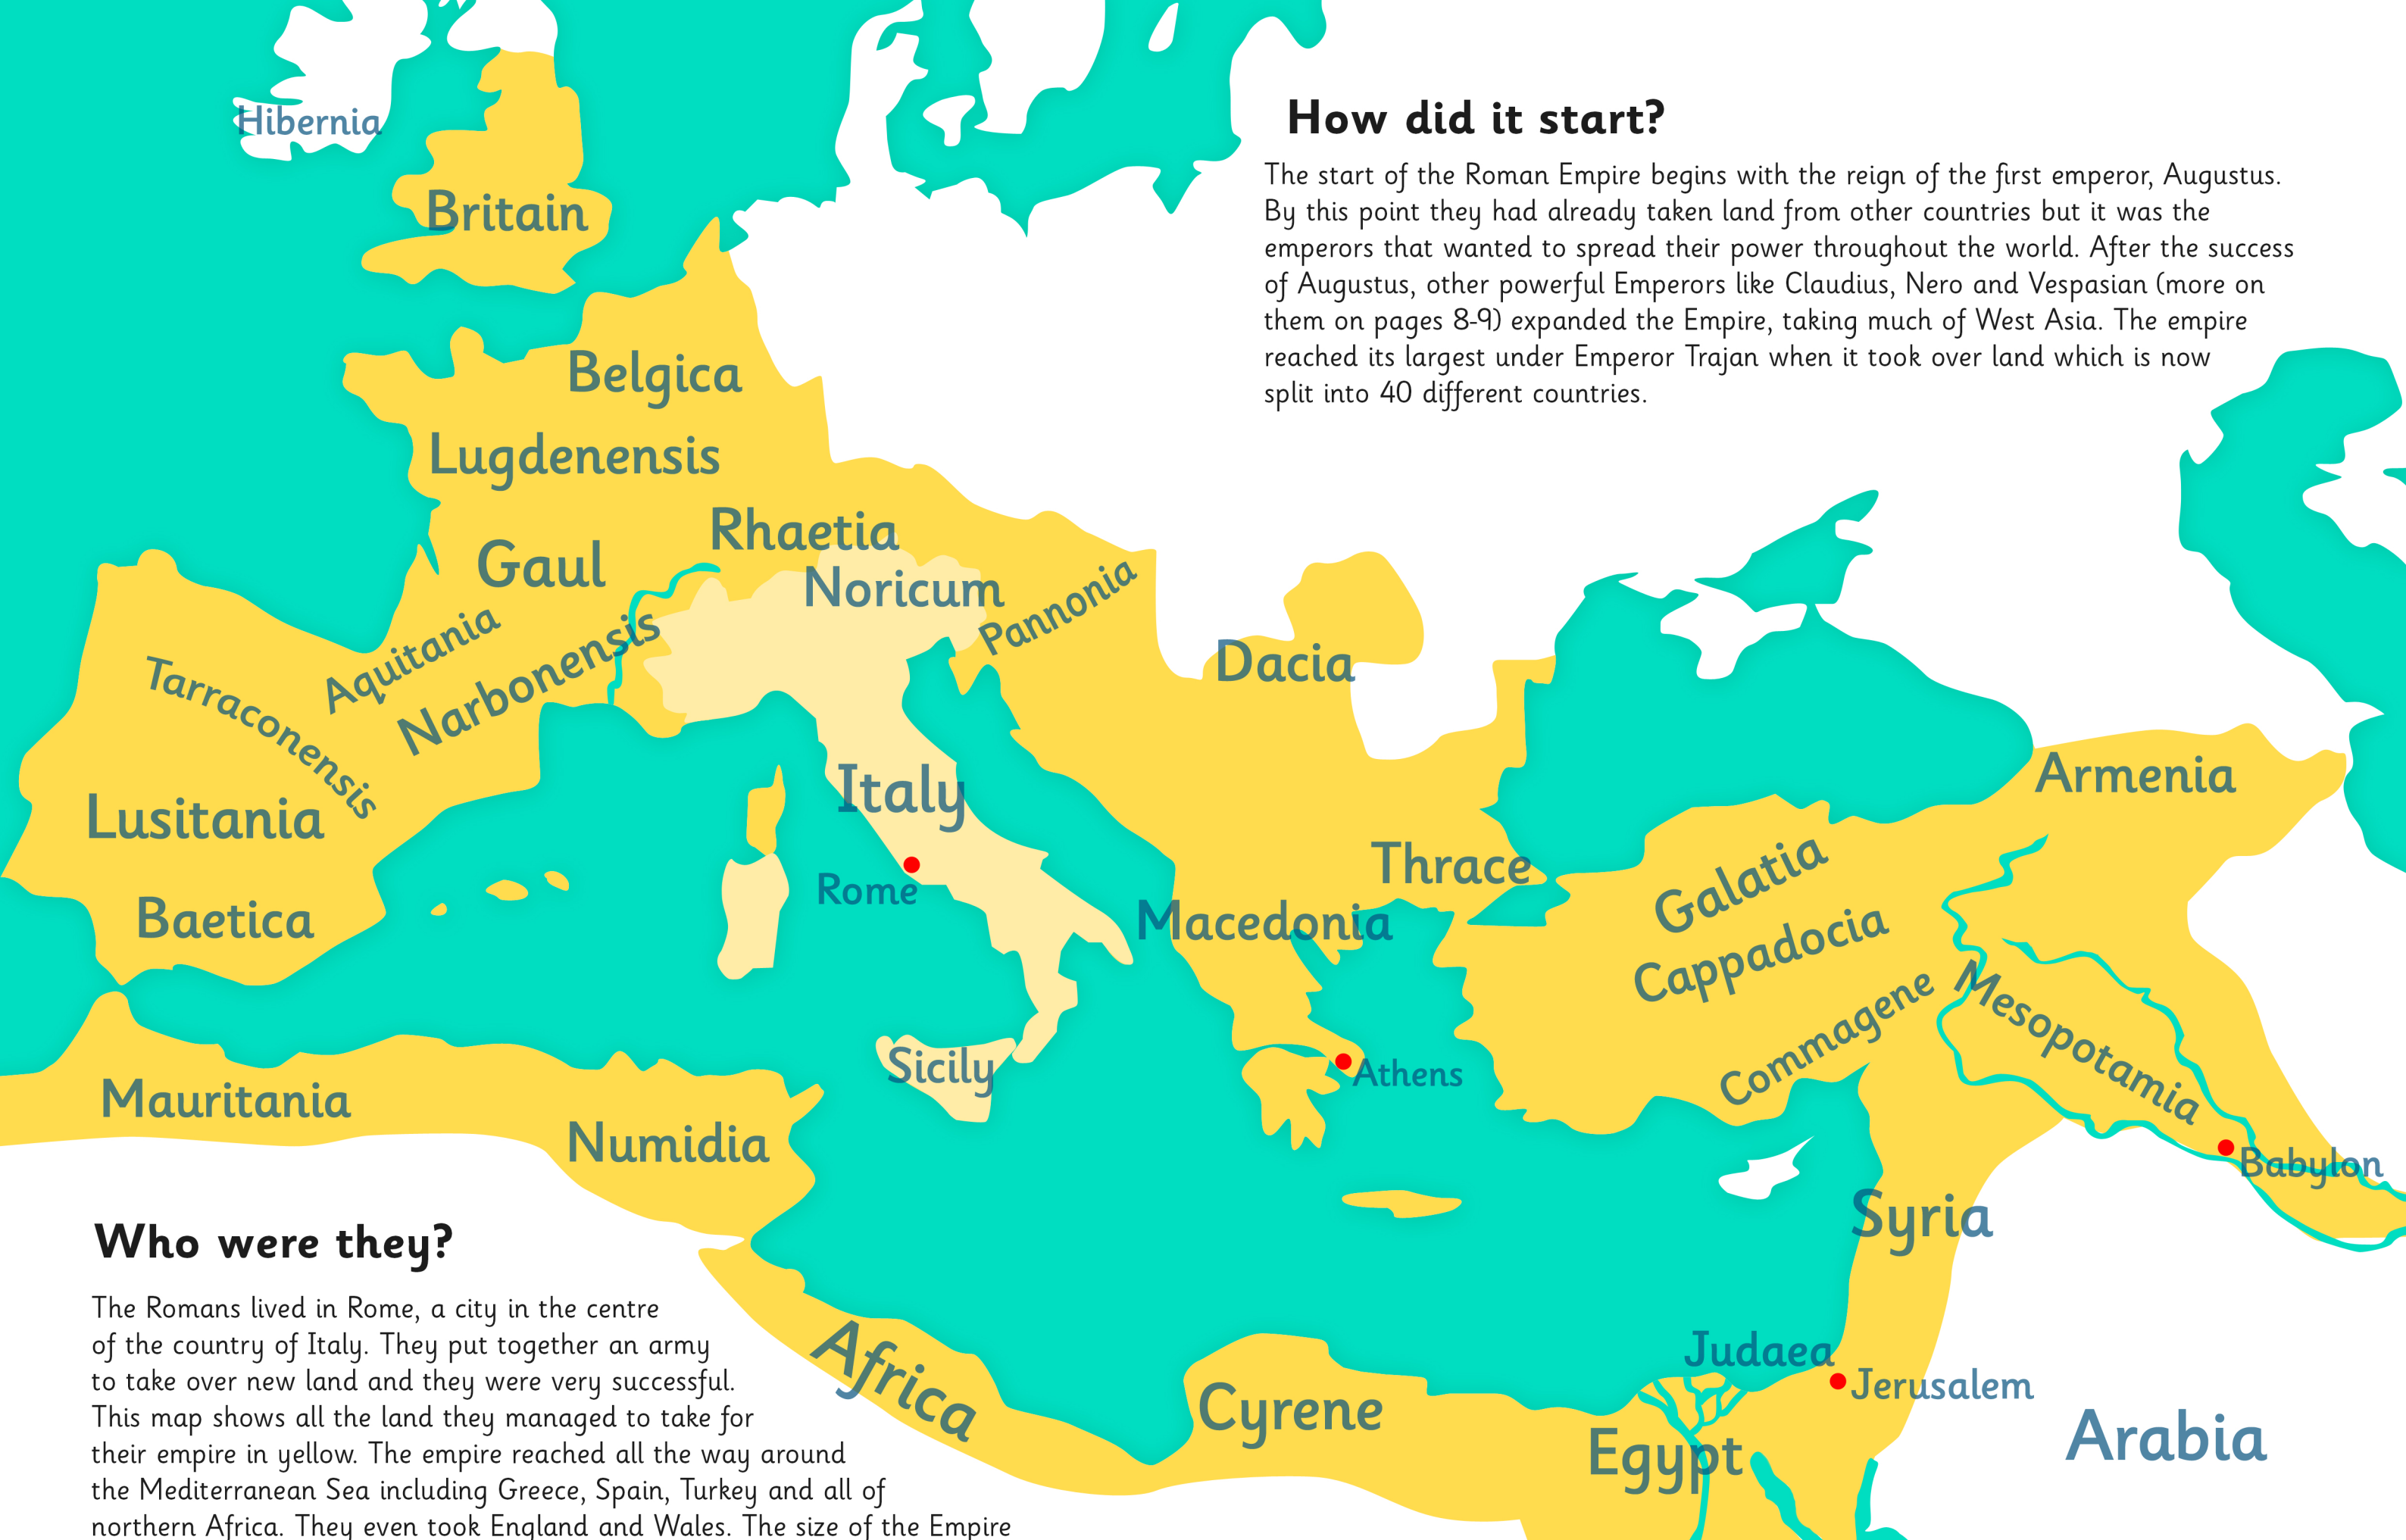 How did it start?
The start of the Roman Empire begins with the reign of the first emperor, Augustus.
By this point they had already taken land from other countries but it was the
emperors that wanted to spread their power throughout the world. After the success
of Augustus, other powerful Emperors like Claudius, Nero and Vespasian (more on
them on pages 8-9) expanded the Empire, taking much of West Asia. The empire
reached its largest under Emperor Trajan when it took over land which is now
split into 40 different countries.
Hibernia
Britain
Belgica
Lugdenensis
Rhaetia
Gaul
Noricum
Pannonia
Aquitania
Narbonensis
Tarraconensis
Dacia
Lusitania
Italy
Armenia
Baetica
Rome
Thrace
Macedonia
Galatia
Cappadocia
Commagene
Mesopotamia
Mauritania
Sicily
Athens
Numidia
Babylon
Syria
Africa
Cyrene
Judaea
Jerusalem
Egypt
Arabia
Who were they?
The Romans lived in Rome, a city in the centre
of the country of Italy. They put together an army
to take over new land and they were very successful.
This map shows all the land they managed to take for
their empire in yellow. The empire reached all the way around
the Mediterranean Sea including Greece, Spain, Turkey and all of
northern Africa. They even took England and Wales. The size of the Empire